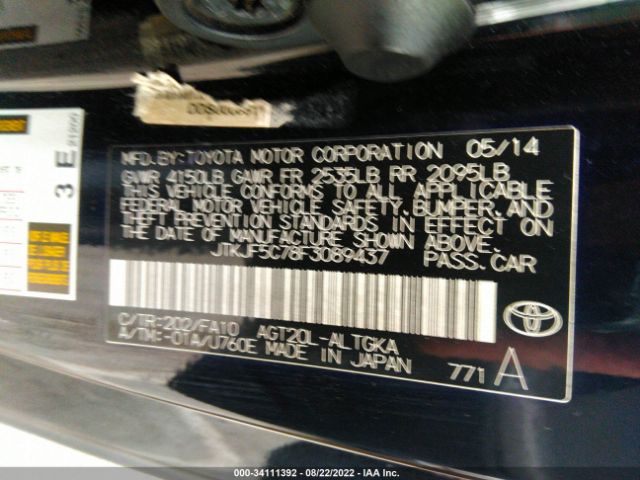 MFD.BY:TOYOTA MOTOR CORPORATION 05/14
GVWR 4150LB GAWR FR 2535LB RR 2095LB
THIS VEHICLE CONFORMS TO ALL APPLICABLE
FEDERAL MOTOR VEHICLE SAFETY,BUMPER,AND
THEFT PREVENTION STANDARDS IN EFFECT ON
THE DATE OF MANUFACTURE SHOWN ABOVE.
JTKJF5C78F3089437 PASS.CAR
C/TR:202/FA10 AGT20L-ALTGKA
A/TM:-01A/U760E MADE IN JAPAN
771 A
TOYOTA
3 E
000-34111392 - 08/22/2022 - IAA Inc.